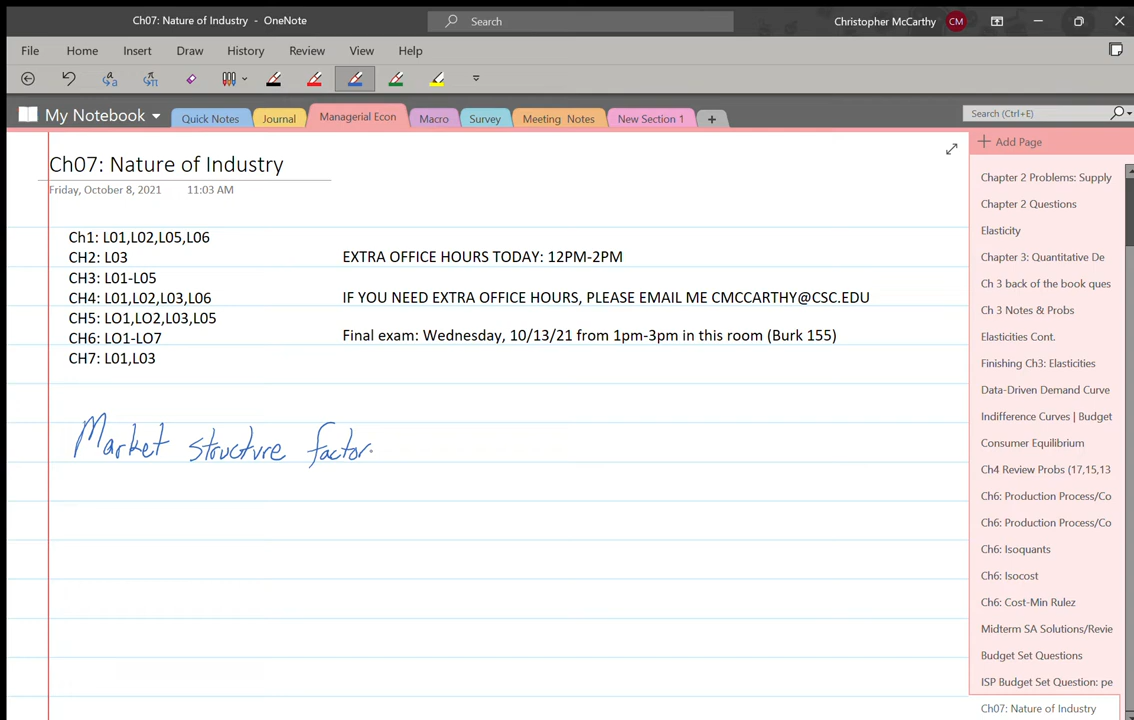 Ch07: Nature of Industry - OneNote
Search
Christopher McCarthy CM
File Home Insert Draw History Review View Help
My Notebook Quick Notes Journal Managerial Econ Macro Survey Meeting Notes New Section 1 +
Search (Ctrl+E)
Ch07: Nature of Industry
Friday, October 8, 2021 11:03 AM
Ch1: L01,L02,L05,L06
CH2: L03
CH3: L01-L05
CH4: L01,L02,L03,L06
CH5: LO1,LO2,L03,L05
CH6: LO1-LO7
CH7: L01,L03
EXTRA OFFICE HOURS TODAY: 12PM-2PM
IF YOU NEED EXTRA OFFICE HOURS, PLEASE EMAIL ME CMCCARTHY@CSC.EDU
Final exam: Wednesday, 10/13/21 from 1pm-3pm in this room (Burk 155)
Market structure factor
Add Page
Chapter 2 Problems: Supply
Chapter 2 Questions
Elasticity
Chapter 3: Quantitative De
Ch 3 back of the book ques
Ch 3 Notes & Probs
Elasticities Cont.
Finishing Ch3: Elasticities
Data-Driven Demand Curve
Indifference Curves | Budget
Consumer Equilibrium
Ch4 Review Probs (17,15,13
Ch6: Production Process/Co
Ch6: Production Process/Co
Ch6: Isoquants
Ch6: Isocost
Ch6: Cost-Min Rulez
Midterm SA Solutions/Revie
Budget Set Questions
ISP Budget Set Question: pe
Ch07: Nature of Industry